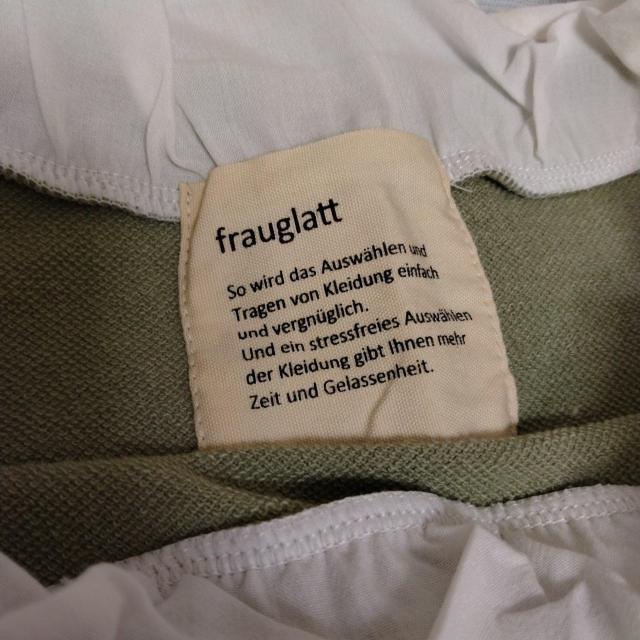 frauglatt
So wird das Auswählen und
Tragen von Kleidung einfach
und vergnüglich.
Und ein stressfreies Auswählen
der Kleidung gibt Ihnen mehr
Zeit und Gelassenheit.